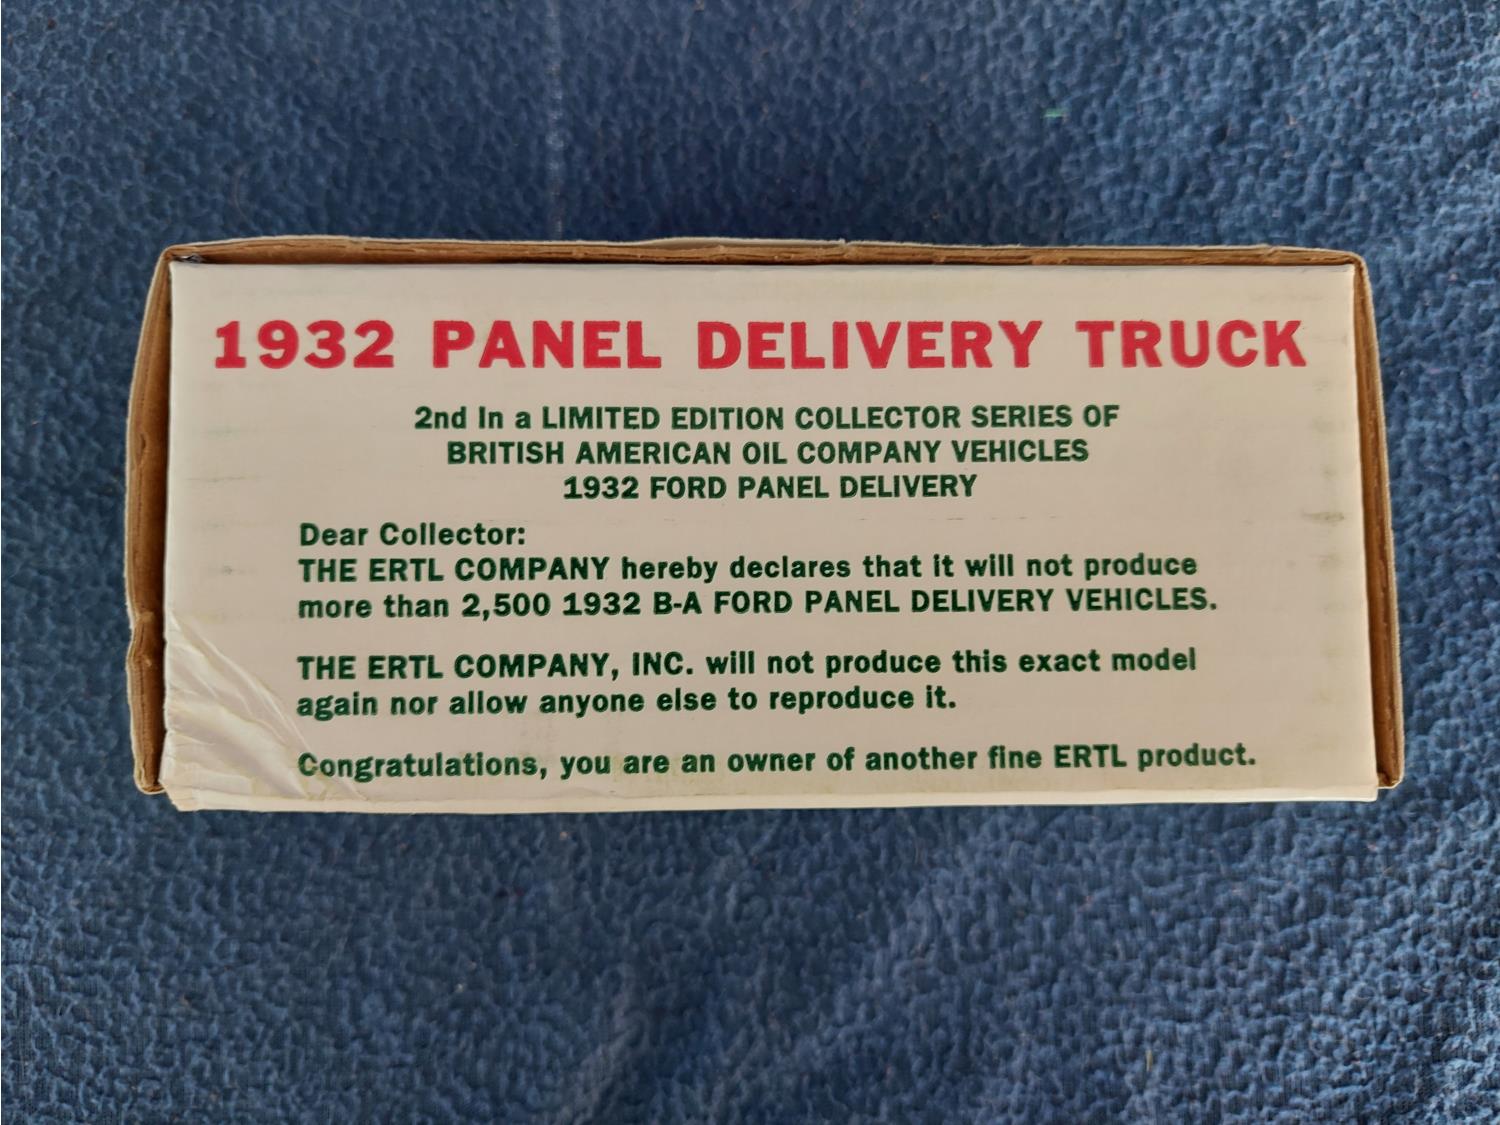 1932 PANEL DELIVERY TRUCK
2nd In a LIMITED EDITION COLLECTOR SERIES OF
BRITISH AMERICAN OIL COMPANY VEHICLES
1932 FORD PANEL DELIVERY
Dear Collector:
THE ERTL COMPANY hereby declares that it will not produce
more than 2,500 1932 B-A FORD PANEL DELIVERY VEHICLES.
THE ERTL COMPANY, INC. will not produce this exact model
again nor allow anyone else to reproduce it.
Congratulations, you are an owner of another fine ERTL product.